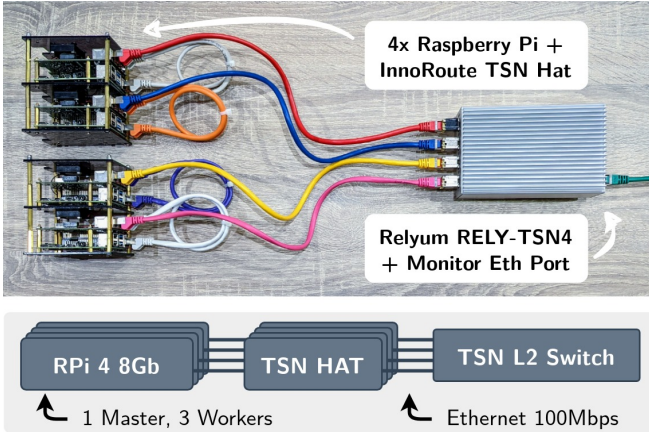 4x Raspberry Pi +
InnoRoute TSN Hat
Relyum RELY-TSN4
+ Monitor Eth Port
RPi 4 8Gb
TSN HAT
TSN L2 Switch
1 Master, 3 Workers
Ethernet 100Mbps